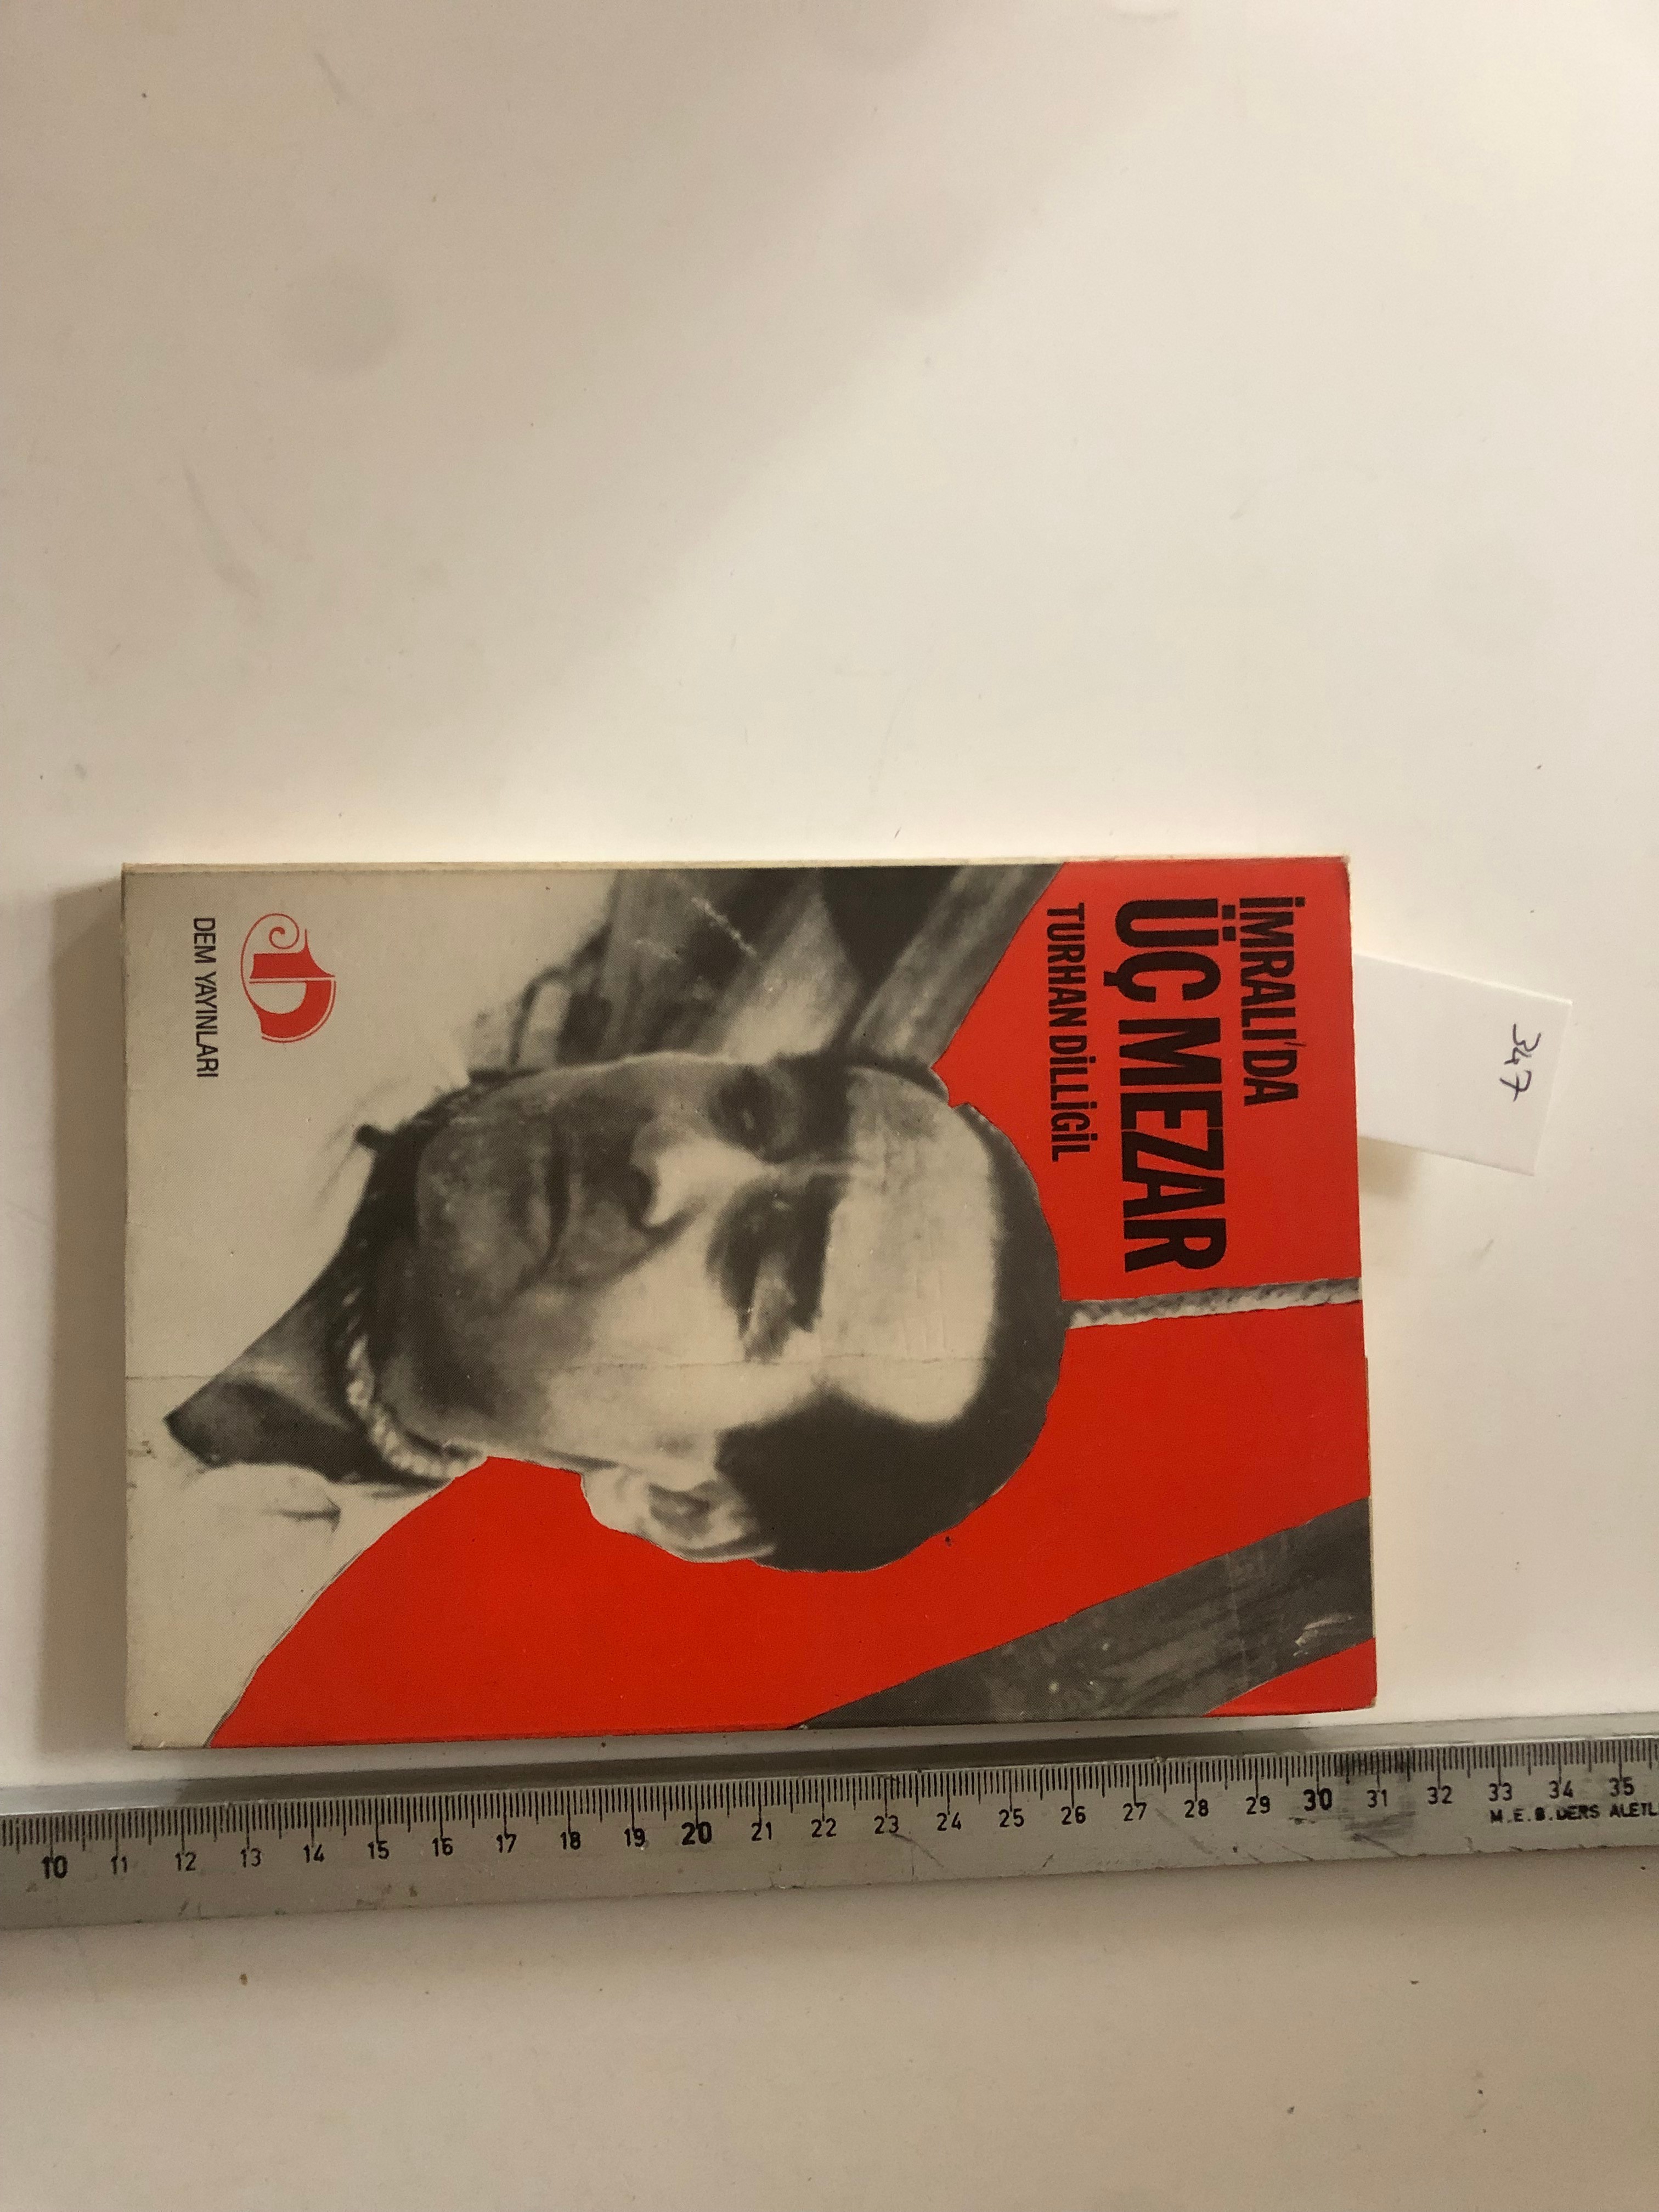 İMRALI'DA
ÜÇ MEZAR
TURHAN DİLLİGİL
DEM YAYINLARI
347
10 11 12 13 14 15 16 17 18 19 20 21 22 23 24 25 26 27 28 29 30 31 32 33 34 35
M.E.B.DERS ALETL